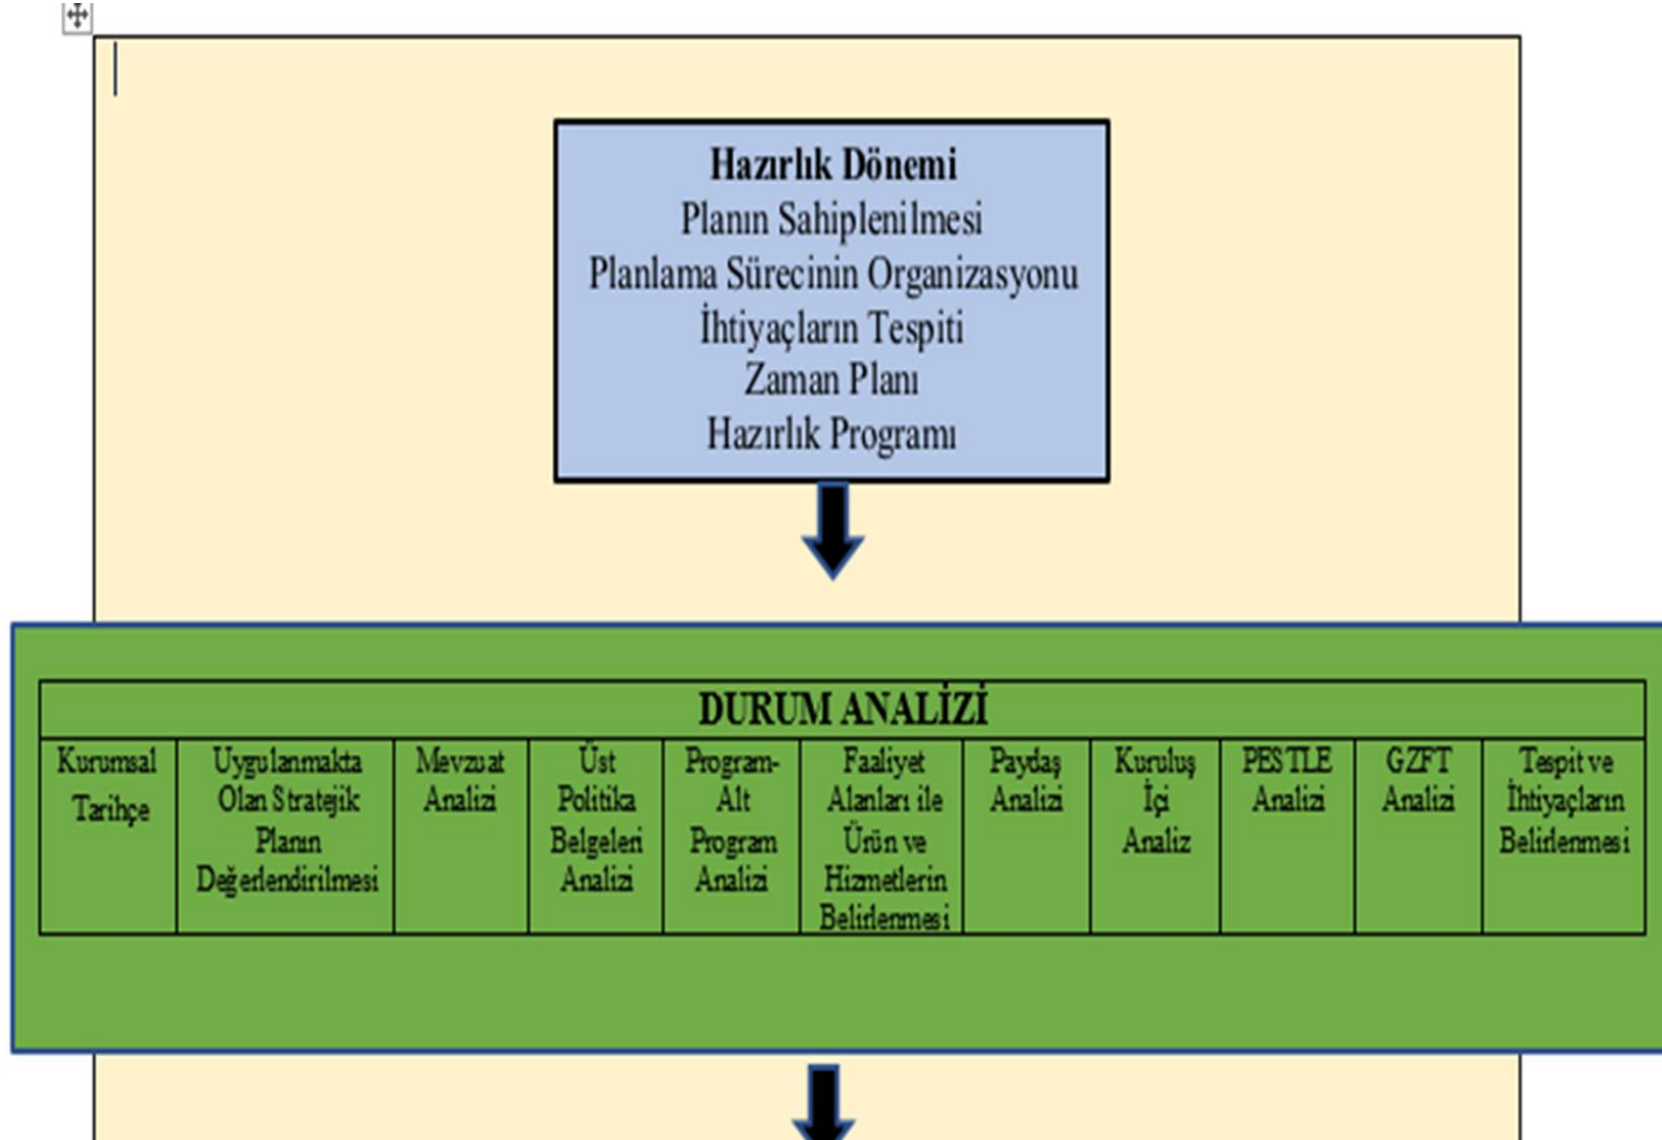 Hazırlık Dönemi
Planın Sahiplenilmesi
Planlama Sürecinin Organizasyonu
İhtiyaçların Tespiti
Zaman Planı
Hazırlık Programı
DURUM ANALİZİ
Kurumsal
Tarihçe
Uygulanmakta
Olan Stratejik
Planın
Değerlendirilmesi
Mevzuat
Analizi
Üst
Politika
Belgeleri
Analizi
Program-
Alt
Program
Analizi
Faaliyet
Alanları ile
Ürün ve
Hizmetlerin
Belirlenmesi
Paydaş
Analizi
Kuruluş
İçi
Analiz
PESTLE
Analizi
GZFT
Analizi
Tespit ve
İhtiyaçların
Belirlenmesi